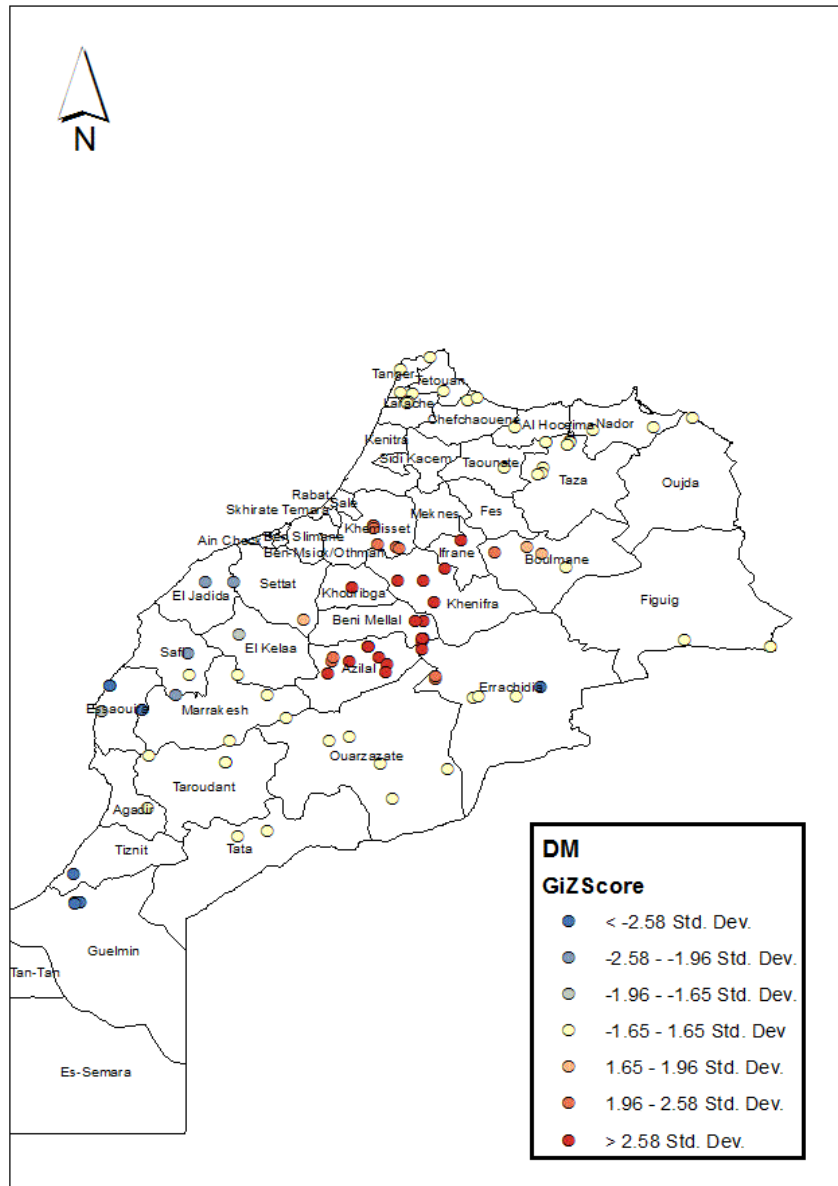 N
Tanger
Tetouan
Larache
Chefchaouene
Al Hoceima
Nador
Kenitra
Sidi Kacem
Taounate
Taza
Oujda
Rabat
Sale
Skhirate Temara
Khemisset
Meknes
Fes
Ain Chock
Ben Slimane
Ben-Msick/Othman
Ifrane
Boulmane
El Jadida
Settat
Khouribga
Khenifra
Figuig
Beni Mellal
El Kelaa
Safi
Azilal
Errachidia
Essaouira
Marrakesh
Ouarzazate
Taroudant
Agadir
Tiznit
Tata
Guelmin
Tan-Tan
Es-Semara
DM
GiZScore
< -2.58 Std. Dev.
-2.58 - -1.96 Std. Dev.
-1.96 - -1.65 Std. Dev.
-1.65 - 1.65 Std. Dev
1.65 - 1.96 Std. Dev.
1.96 - 2.58 Std. Dev.
> 2.58 Std. Dev.